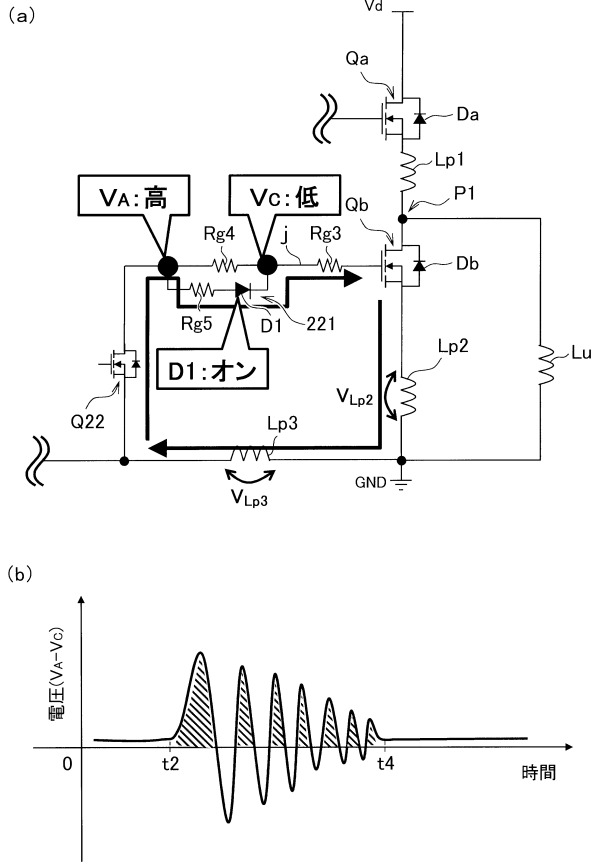 (a)
Vd
Qa
Da
Lp1
VA:高
VC:低
P1
Qb
Rg4
j
Rg3
Db
Rg5
D1
221
D1:オン
Lp2
Lu
VLp2
Q22
Lp3
GND
VLp3
(b)
電圧(VA−VC)
0
t2
t4
時間